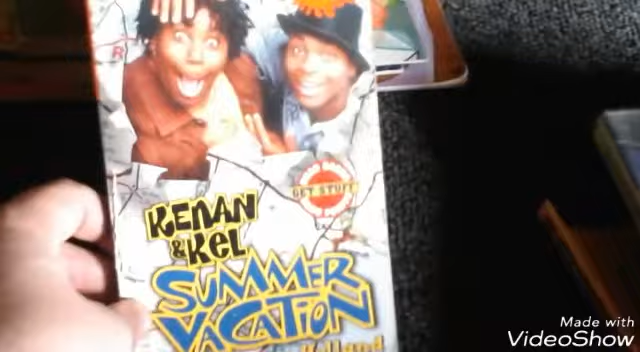 GET STUFF
KENAN
& KEL
SUMMER
VACATION
Made with
VideoShow